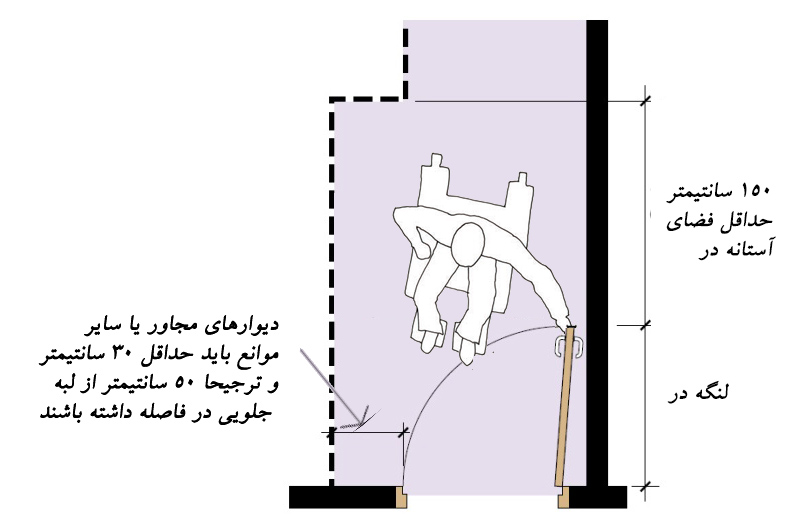 ۱۵۰ سانتیمتر
حداقل فضای
آستانه در
دیوارهای مجاور یا سایر
موانع باید حداقل ۳۰ سانتیمتر
و ترجیحا ۵۰ سانتیمتر از لبه
جلویی در فاصله داشته باشند
لنگه در